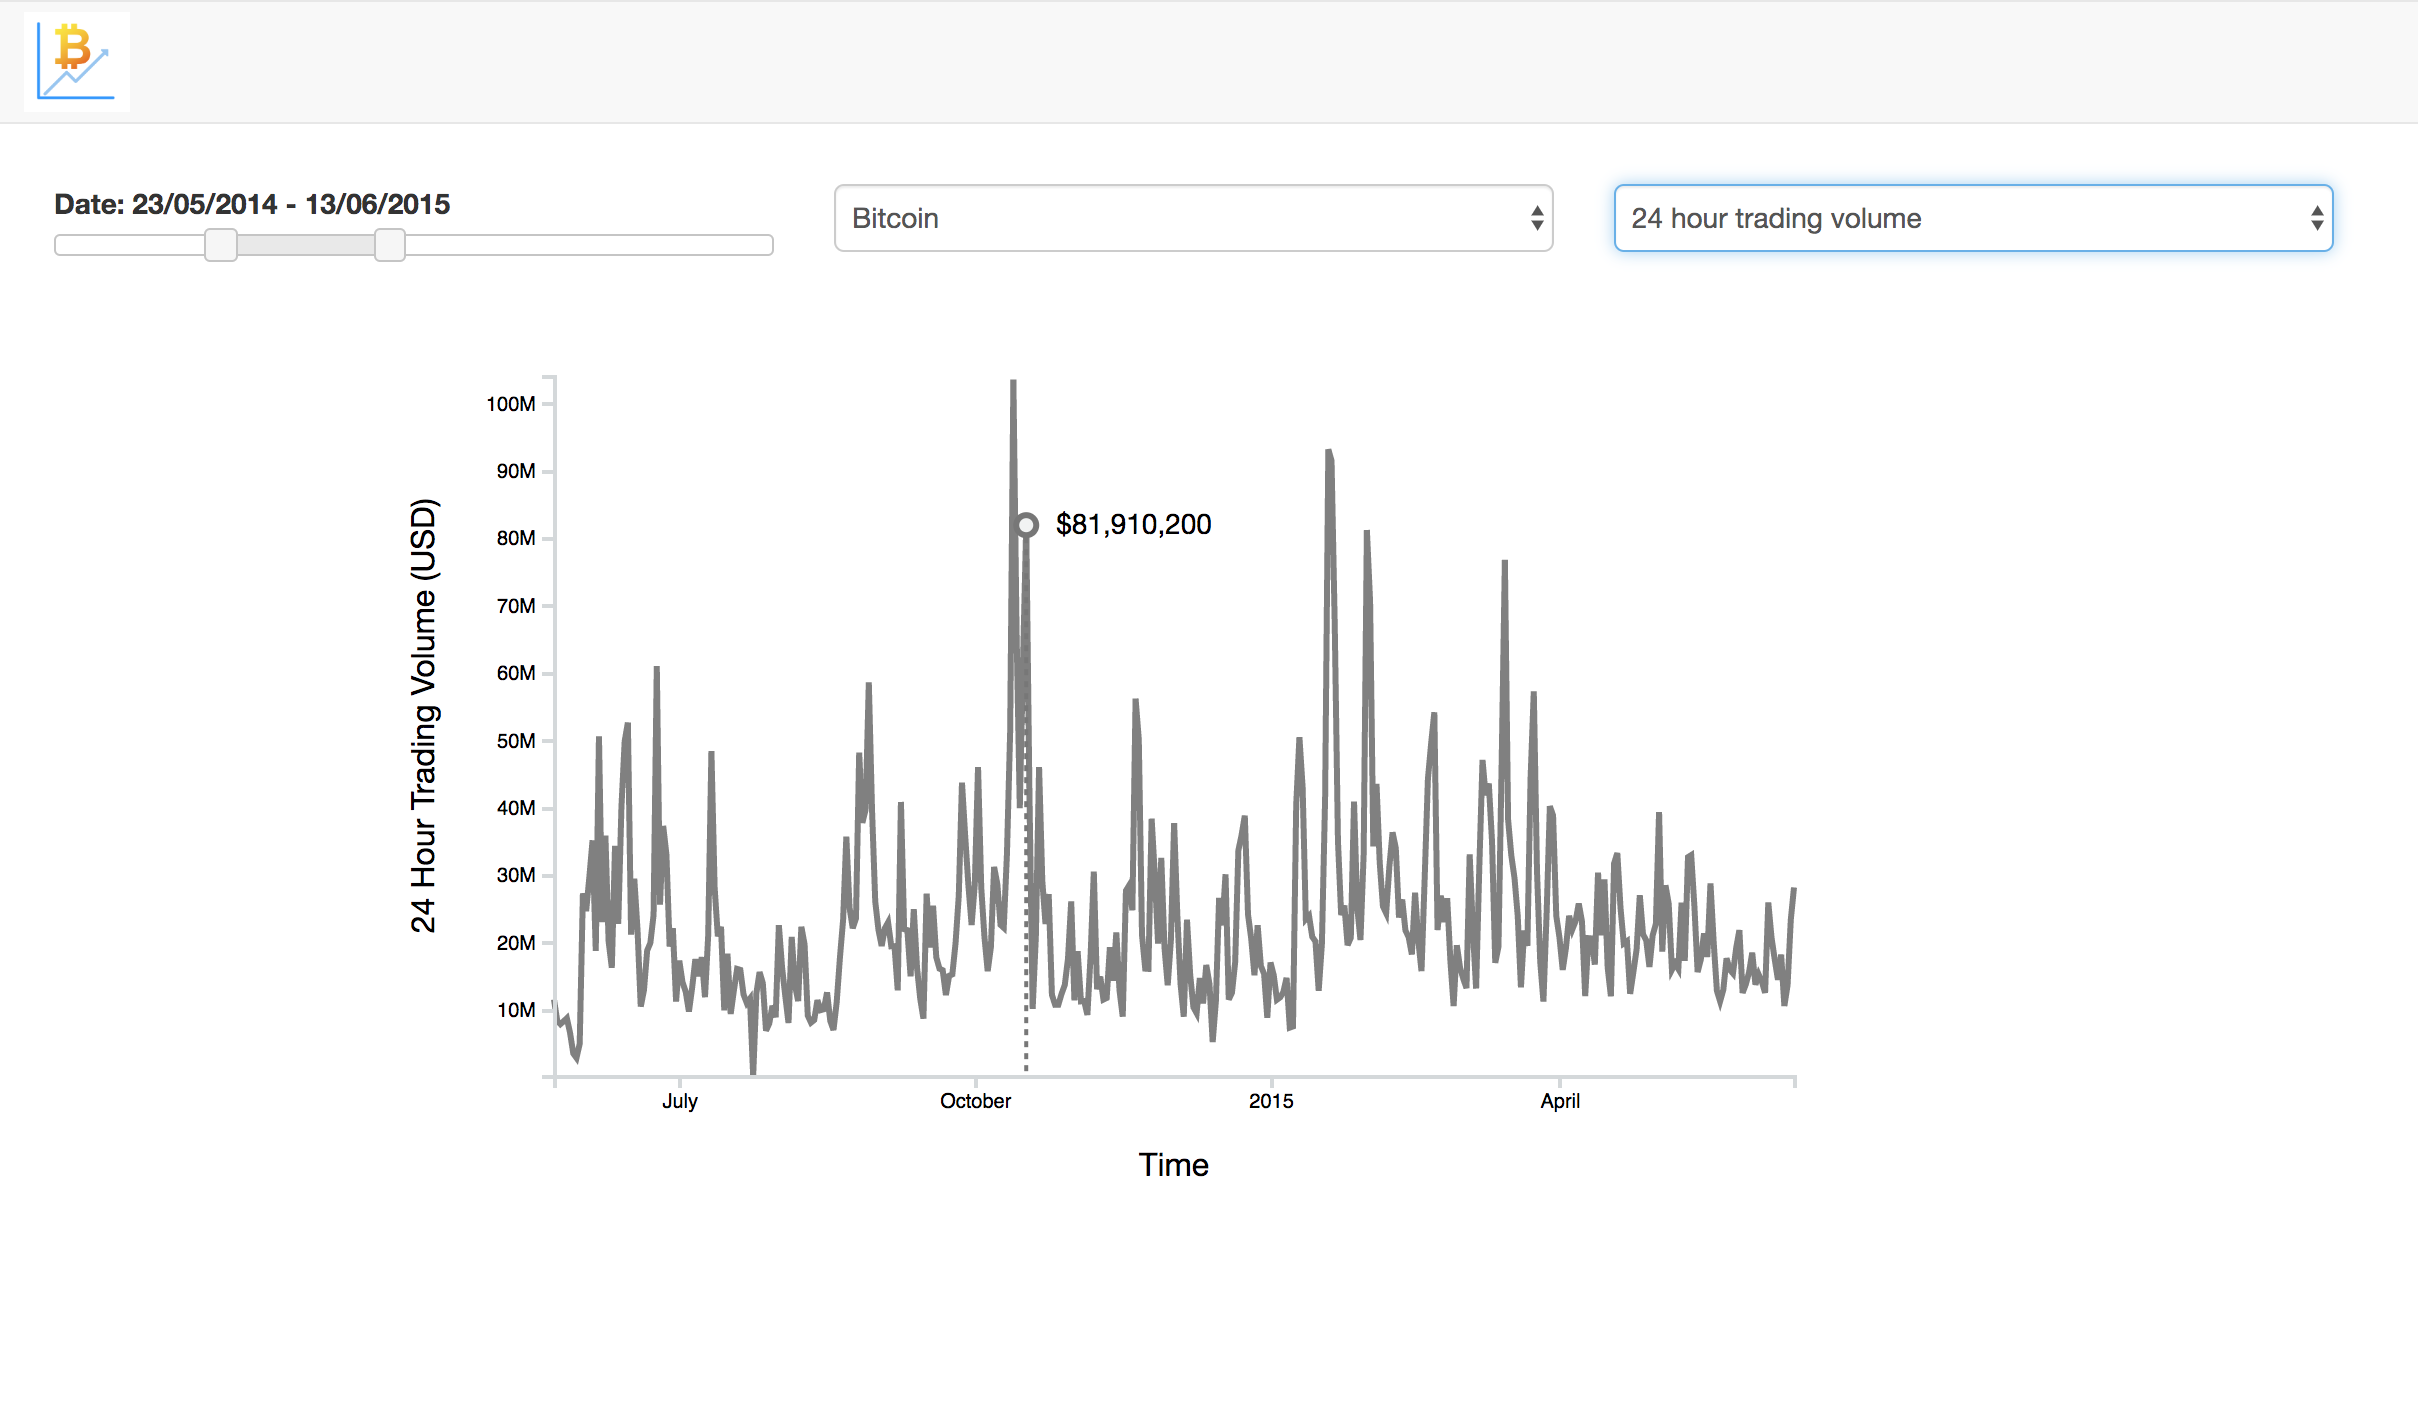 Date: 23/05/2014 - 13/06/2015
Bitcoin
24 hour trading volume
100M
90M
80M
70M
60M
50M
40M
30M
20M
10M
24 Hour Trading Volume (USD)
$81,910,200
July
October
2015
April
Time